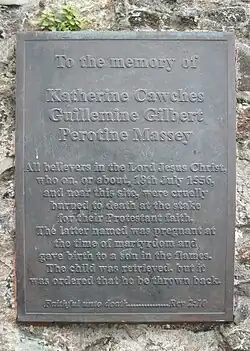 To the memory of
Katherine Cawches
Guillemine Gilbert
Perotine Massey
All believers in the Lord Jesus Christ
who on, or about, 18th July 1556,
and near this site, were cruelly
burned to death at the stake
for their Protestant faith.
The latter named was pregnant at
the time of martyrdom and
gave birth to a son in the flames.
The child was retrieved, but it
was ordered that he be thrown back.
Faithful unto death................Rev 2:10